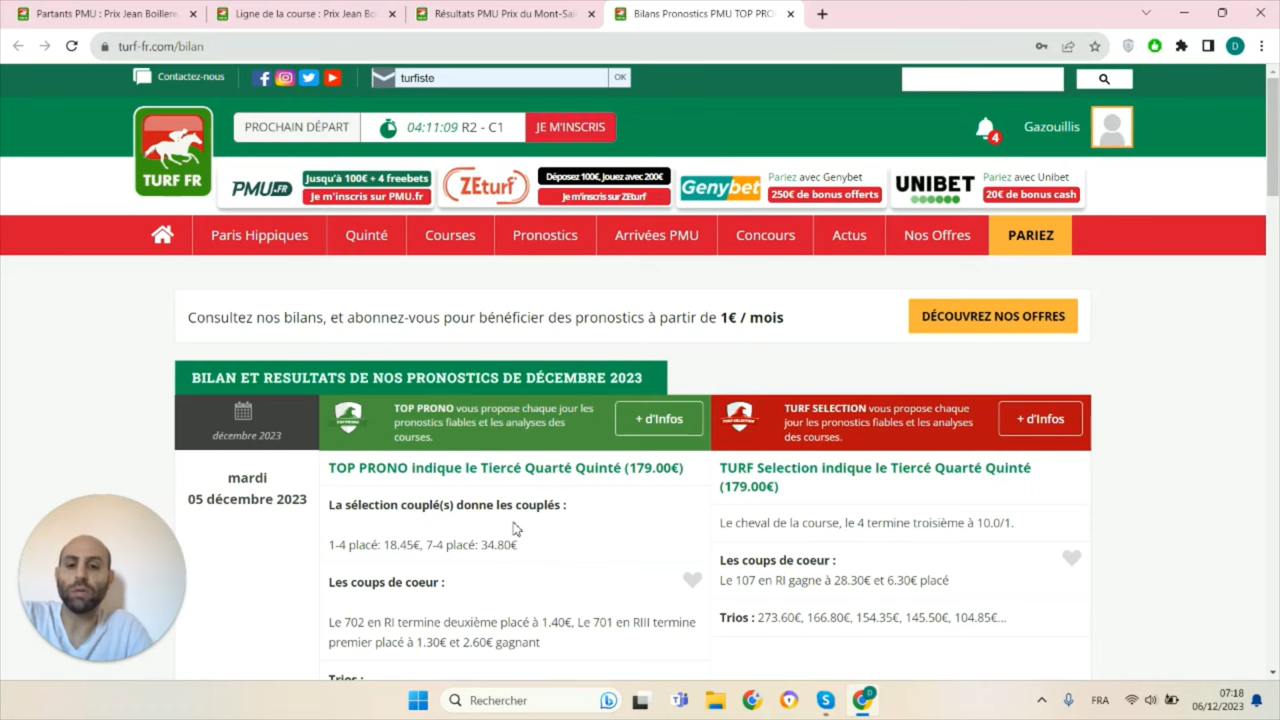 Partants PMU : Prix Jean Boillere
Ligne de la course : Prix Jean Bo
Résultats PMU Prix du Mont-Sai
Bilans Pronostics PMU TOP PRO
turf-fr.com/bilan
D
Contactez-nous
turfiste
OK
PROCHAIN DÉPART
04:11:09 R2 - C1
JE M'INSCRIS
4
Gazouillis
TURF FR
PMU.FR
Jusqu'à 100€ + 4 freebets
Je m'inscris sur PMU.fr
ZEturf
Déposez 100€, Jouez avec 200€
Je m'inscris sur ZEturf
Genybet
Pariez avec Genybet
250€ de bonus offerts
UNIBET
Pariez avec Unibet
20€ de bonus cash
Paris Hippiques
Quinté
Courses
Pronostics
Arrivées PMU
Concours
Actus
Nos Offres
PARIEZ
Consultez nos bilans, et abonnez-vous pour bénéficier des pronostics à partir de 1€ / mois
DÉCOUVREZ NOS OFFRES
BILAN ET RESULTATS DE NOS PRONOSTICS DE DÉCEMBRE 2023
décembre 2023
TOP PRONO vous propose chaque jour les
pronostics fiables et les analyses des
courses.
+ d'Infos
TURF SELECTION vous propose chaque
jour les pronostics fiables et les analyses
des courses.
+ d'Infos
mardi
05 décembre 2023
TOP PRONO indique le Tiercé Quarté Quinté (179.00€)
La sélection couplé(s) donne les couplés :
1-4 placé: 18.45€, 7-4 placé: 34.80€
Les coups de coeur :
Le 702 en RI termine deuxième placé à 1.40€, Le 701 en RIII termine
premier placé à 1.30€ et 2.60€ gagnant
Trios :
TURF Selection indique le Tiercé Quarté Quinté
(179.00€)
Le cheval de la course, le 4 termine troisième à 10.0/1.
Les coups de coeur :
Le 107 en RI gagne à 28.30€ et 6.30€ placé
Trios : 273.60€, 166.80€, 154.35€, 145.50€, 104.85€...
Rechercher
FRA
07:18
06/12/2023